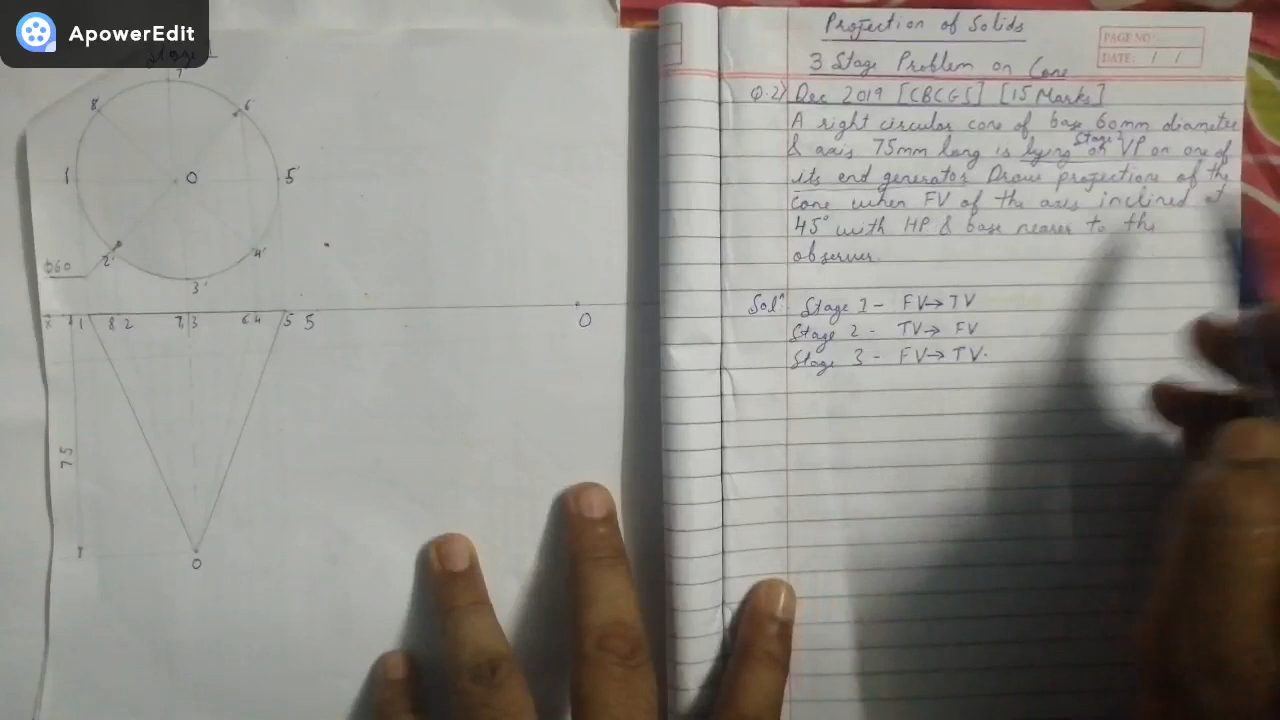 ApowerEdit
Stage 1
7'
8'
6'
1'
O
5'
2'
4'
3'
ϕ60
X 1 8 2 7,3 6 4 5 5
O
75
O
Projection of Solids
3 Stage Problem on Cone
PAGE NO:
DATE: / /
Q.2) Dec 2019 [CBCGS] [15 Marks]
A right circular cone of base 60mm diameter
Stage 2
& axis 75mm long is lying on VP on one of
its end generator Draw projections of the
cone when FV of the axis inclined at
45° with HP & base nearer to the
observer.
Solⁿ Stage 1 - FV→TV
Stage 2 - TV→ FV
Stage 3 - FV→ TV.